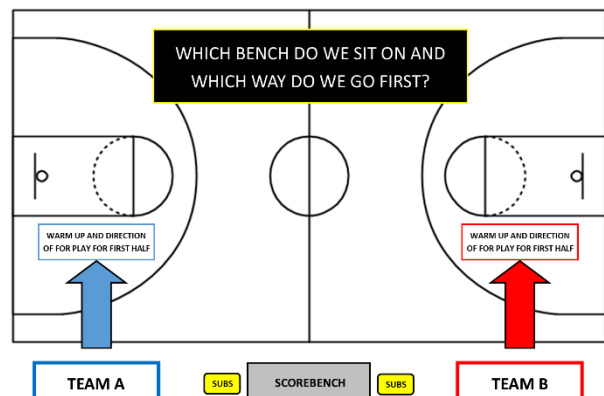 WHICH BENCH DO WE SIT ON AND
WHICH WAY DO WE GO FIRST?
WARM UP AND DIRECTION
OF FOR PLAY FOR FIRST HALF
WARM UP AND DIRECTION
OF FOR PLAY FOR FIRST HALF
TEAM A
SUBS
SCOREBENCH
SUBS
TEAM B